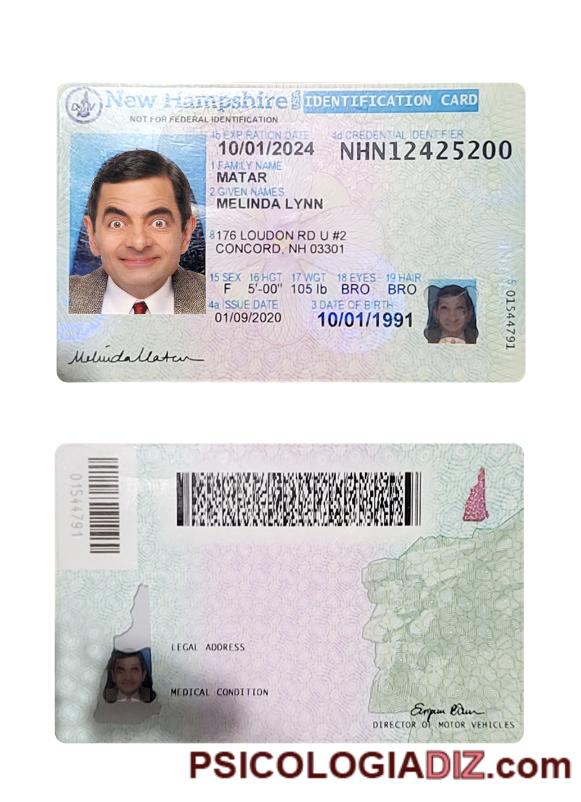 New Hampshire USA IDENTIFICATION CARD
NOT FOR FEDERAL IDENTIFICATION
4b EXPIRATION DATE 4d CREDENTIAL IDENTIFIER
10/01/2024 NHN12425200
1 FAMILY NAME
MATAR
2 GIVEN NAMES
MELINDA LYNN
8 176 LOUDON RD U #2
CONCORD, NH 03301
15 SEX 16 HGT 17 WGT 18 EYES 19 HAIR
F 5'-00" 105 lb BRO BRO
4a ISSUE DATE 3 DATE OF BIRTH
01/09/2020 10/01/1991
5 01544791
Melinda Matar
01544791
LEGAL ADDRESS
MEDICAL CONDITION
DIRECTOR OF MOTOR VEHICLES
PSICOLOGIADIZ.com